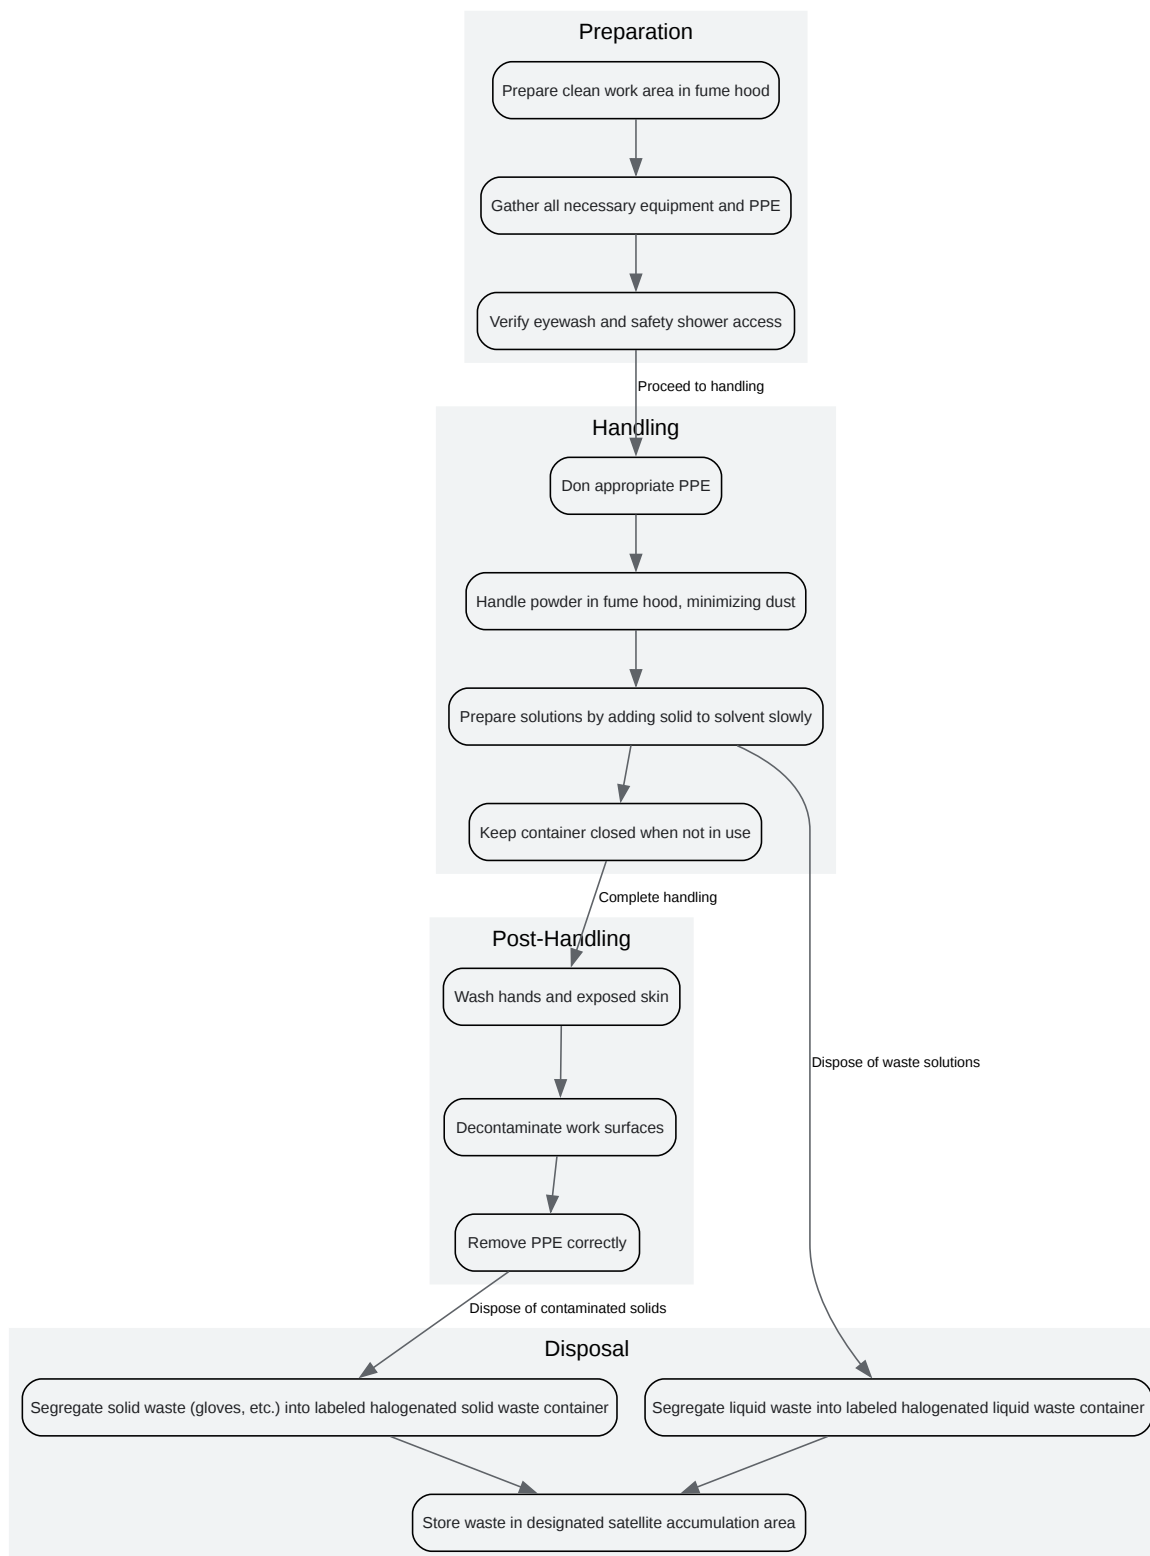 Preparation
Prepare clean work area in fume hood
Gather all necessary equipment and PPE
Verify eyewash and safety shower access
Proceed to handling
Handling
Don appropriate PPE
Handle powder in fume hood, minimizing dust
Prepare solutions by adding solid to solvent slowly
Keep container closed when not in use
Complete handling
Post-Handling
Wash hands and exposed skin
Dispose of waste solutions
Decontaminate work surfaces
Remove PPE correctly
Dispose of contaminated solids
Disposal
Segregate solid waste (gloves, etc.) into labeled halogenated solid waste container
Segregate liquid waste into labeled halogenated liquid waste container
Store waste in designated satellite accumulation area